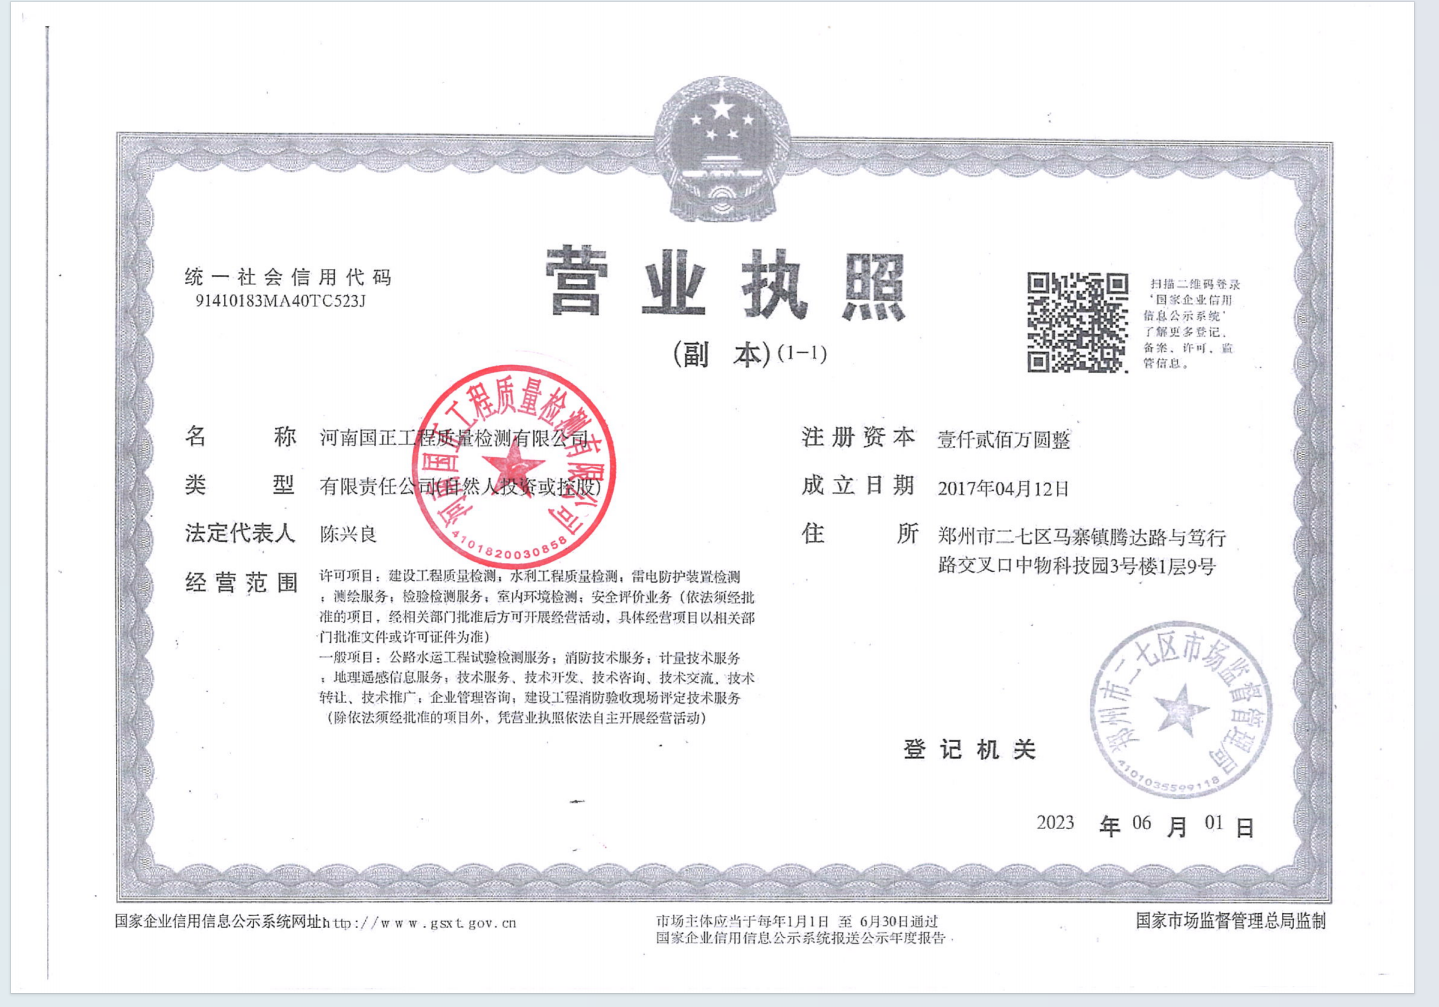 统一社会信用代码
91410183MA40TC523J
营业执照
(副 本)(1-1)
扫描二维码登录
‘国家企业信用
信息公示系统’
了解更多登记、
备案、许可、监
管信息。
名 称 河南国正工程质量检测有限公司
类 型 有限责任公司(自然人投资或控股)
法定代表人 陈兴良
经营范围 许可项目：建设工程质量检测；水利工程质量检测；雷电防护装置检测
；测绘服务；检验检测服务；室内环境检测；安全评价业务（依法须经批
准的项目，经相关部门批准后方可开展经营活动，具体经营项目以相关部
门批准文件或许可证件为准）
一般项目：公路水运工程试验检测服务；消防技术服务；计量技术服务
；地理遥感信息服务；技术服务、技术开发、技术咨询、技术交流、技术
转让、技术推广；企业管理咨询；建设工程消防验收现场评定技术服务
（除依法须经批准的项目外，凭营业执照依法自主开展经营活动）
注册资本 壹仟贰佰万圆整
成立日期 2017年04月12日
住 所 郑州市二七区马寨镇腾达路与笃行
路交叉口中物科技园3号楼1层9号
河南国正工程质量检测有限公司
4101820030858
登记机关
郑州市二七区市场监督管理局
4101035599118
2023 年 06 月 01 日
国家企业信用信息公示系统网址http://www.gsxt.gov.cn
市场主体应当于每年1月1日 至 6月30日通过
国家企业信用信息公示系统报送公示年度报告
国家市场监督管理总局监制